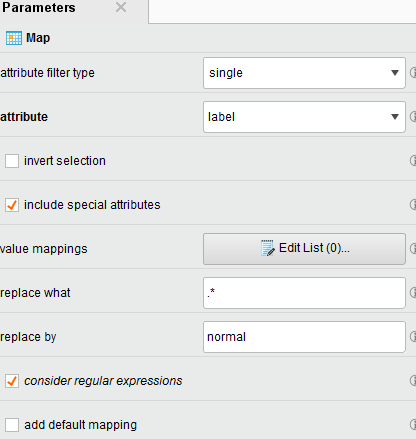 Parameters
Map
attribute filter type single
attribute label
invert selection
include special attributes
value mappings Edit List (0)...
replace what .*
replace by normal
consider regular expressions
add default mapping